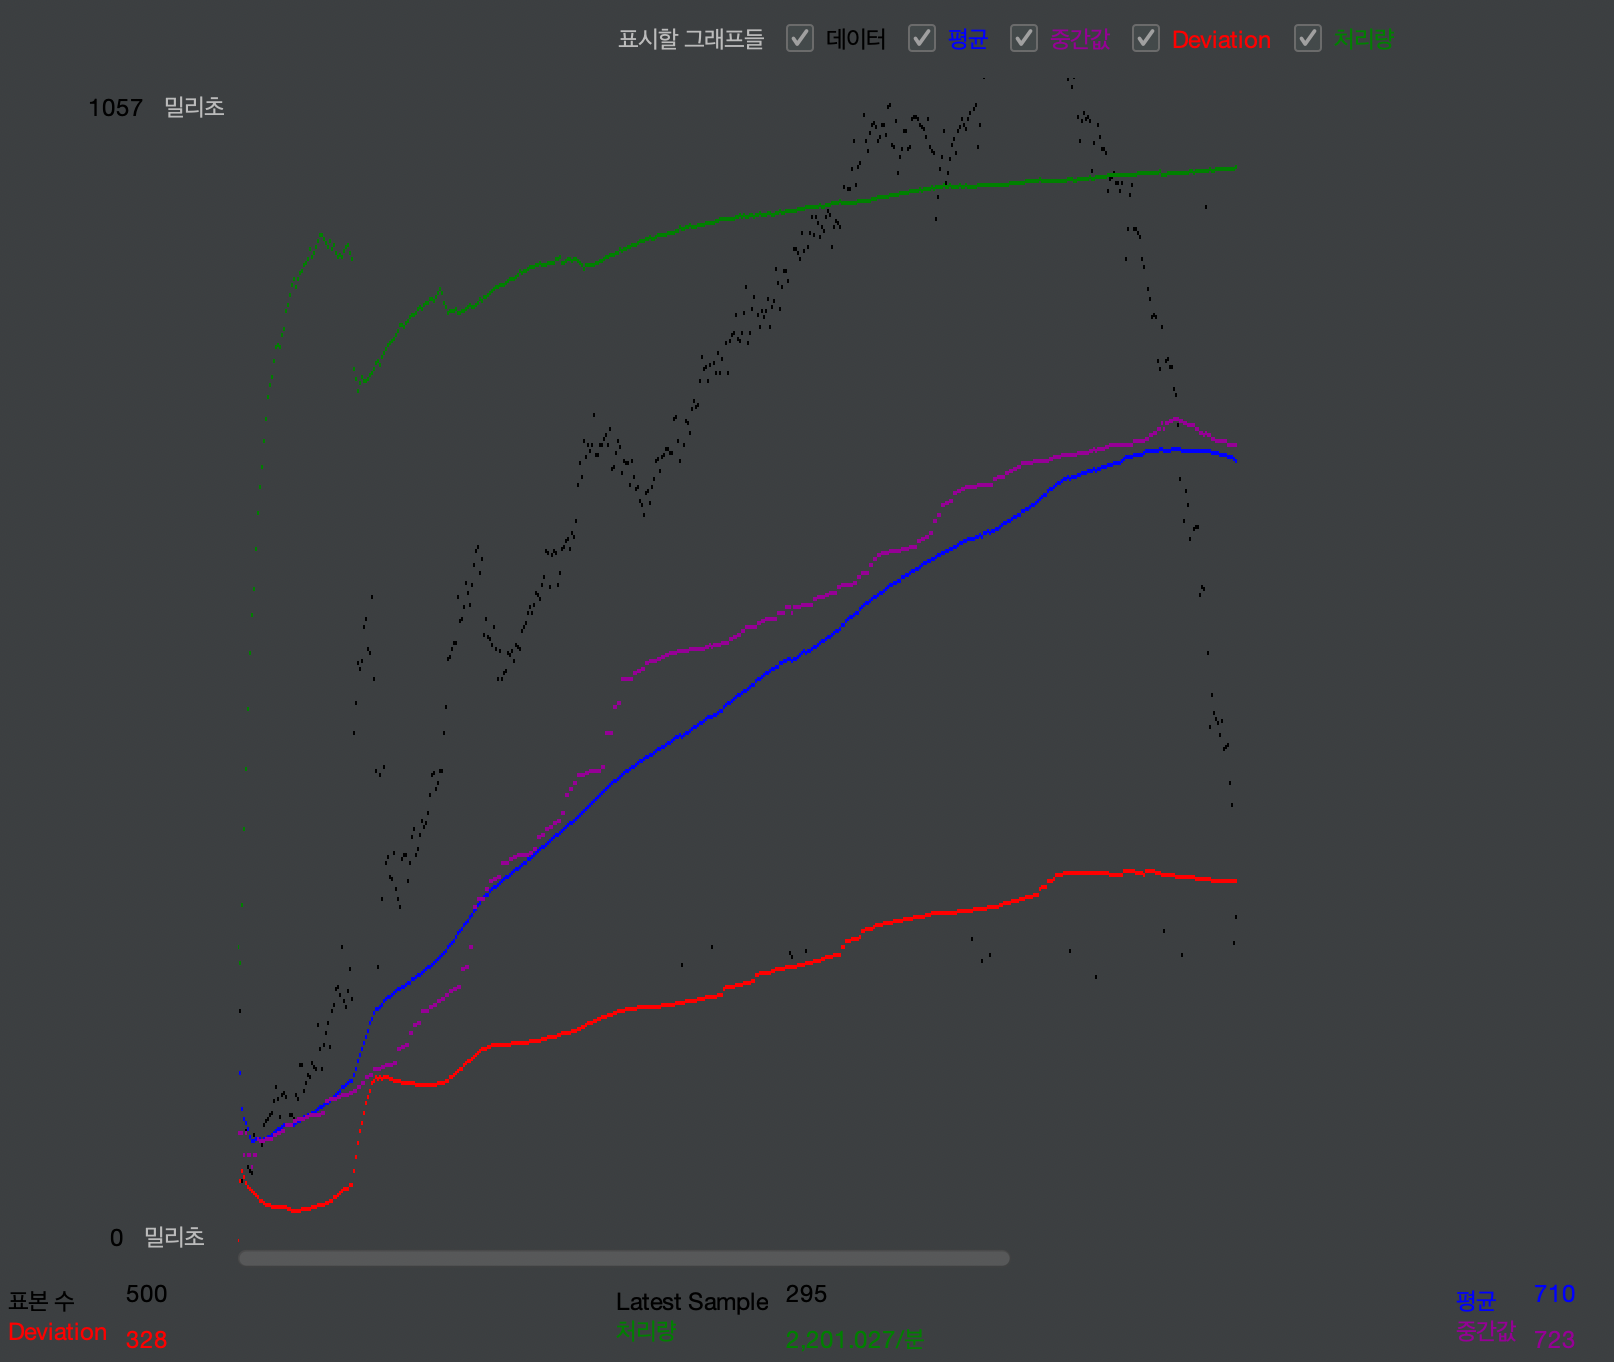 표시할 그래프들 데이터 평균 중간값 Deviation 처리량
1057 밀리초
0 밀리초
표본 수 500 Latest Sample 295 평균 710
Deviation 328 처리량 2,201.027/분 중간값 723